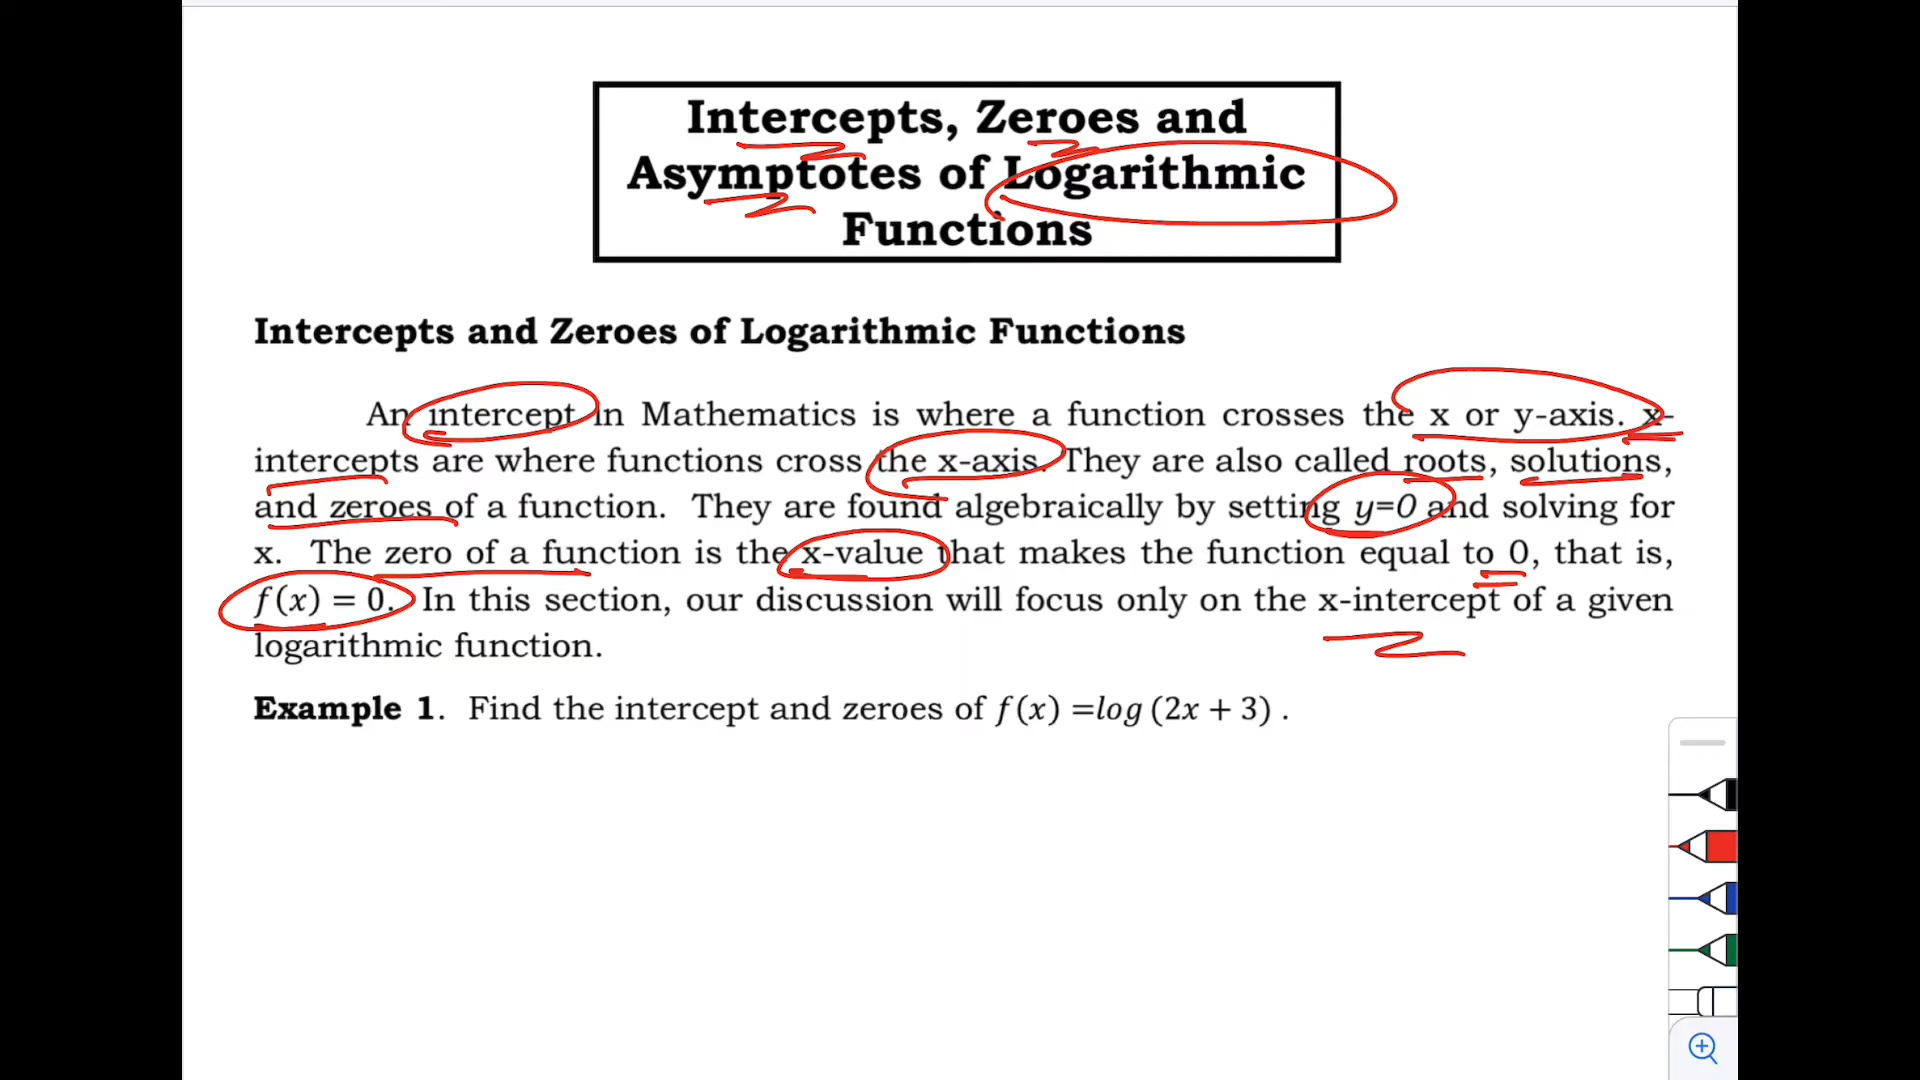 Intercepts, Zeroes and
Asymptotes of Logarithmic
Functions
Intercepts and Zeroes of Logarithmic Functions
An intercept in Mathematics is where a function crosses the x or y-axis. x-
intercepts are where functions cross the x-axis. They are also called roots, solutions,
and zeroes of a function. They are found algebraically by setting y=0 and solving for
x. The zero of a function is the x-value that makes the function equal to 0, that is,
f(x) = 0. In this section, our discussion will focus only on the x-intercept of a given
logarithmic function.
Example 1. Find the intercept and zeroes of f(x) =log (2x + 3) .